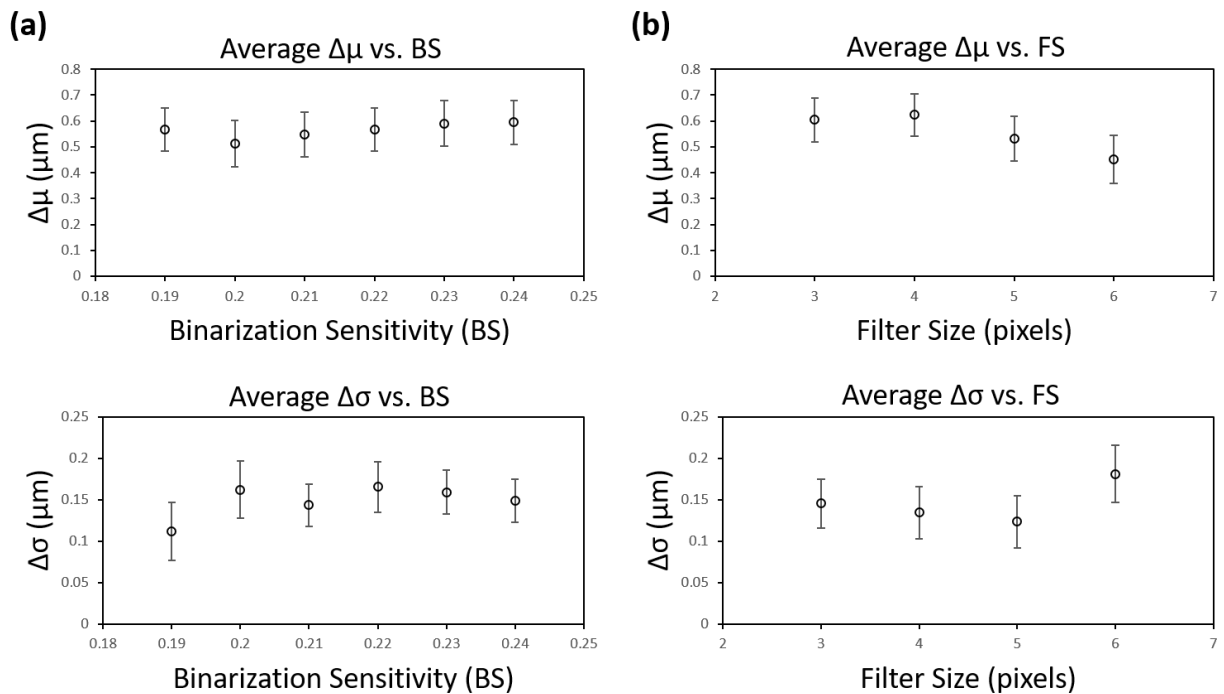 (a)
Average Δμ vs. BS
Δμ (μm)
0.8
0.7
0.6
0.5
0.4
0.3
0.2
0.1
0
0.18 0.19 0.2 0.21 0.22 0.23 0.24 0.25
Binarization Sensitivity (BS)
Average Δσ vs. BS
Δσ (μm)
0.25
0.2
0.15
0.1
0.05
0
0.18 0.19 0.2 0.21 0.22 0.23 0.24 0.25
Binarization Sensitivity (BS)
(b)
Average Δμ vs. FS
Δμ (μm)
0.8
0.7
0.6
0.5
0.4
0.3
0.2
0.1
0
2 3 4 5 6 7
Filter Size (pixels)
Average Δσ vs. FS
Δσ (μm)
0.25
0.2
0.15
0.1
0.05
0
2 3 4 5 6 7
Filter Size (pixels)